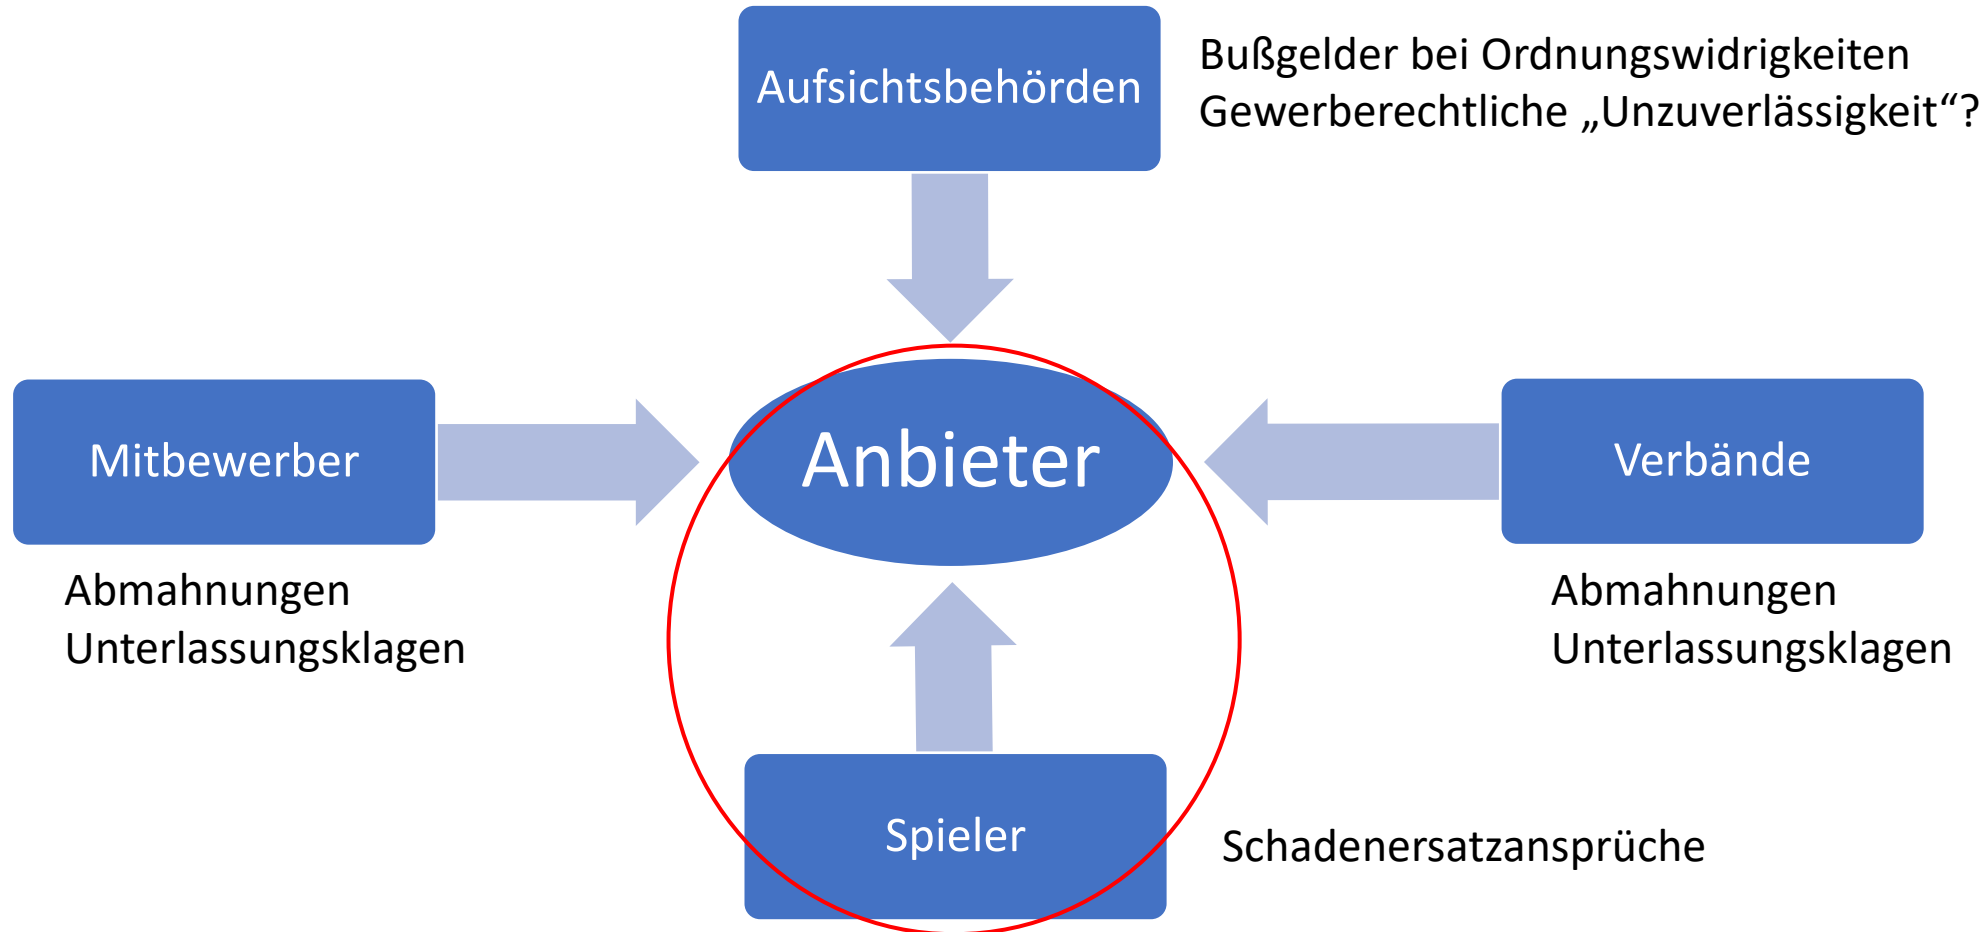 Aufsichtsbehörden
Bußgelder bei Ordnungswidrigkeiten
Gewerberechtliche „Unzuverlässigkeit“?
Mitbewerber
Anbieter
Verbände
Abmahnungen
Unterlassungsklagen
Abmahnungen
Unterlassungsklagen
Spieler
Schadenersatzansprüche